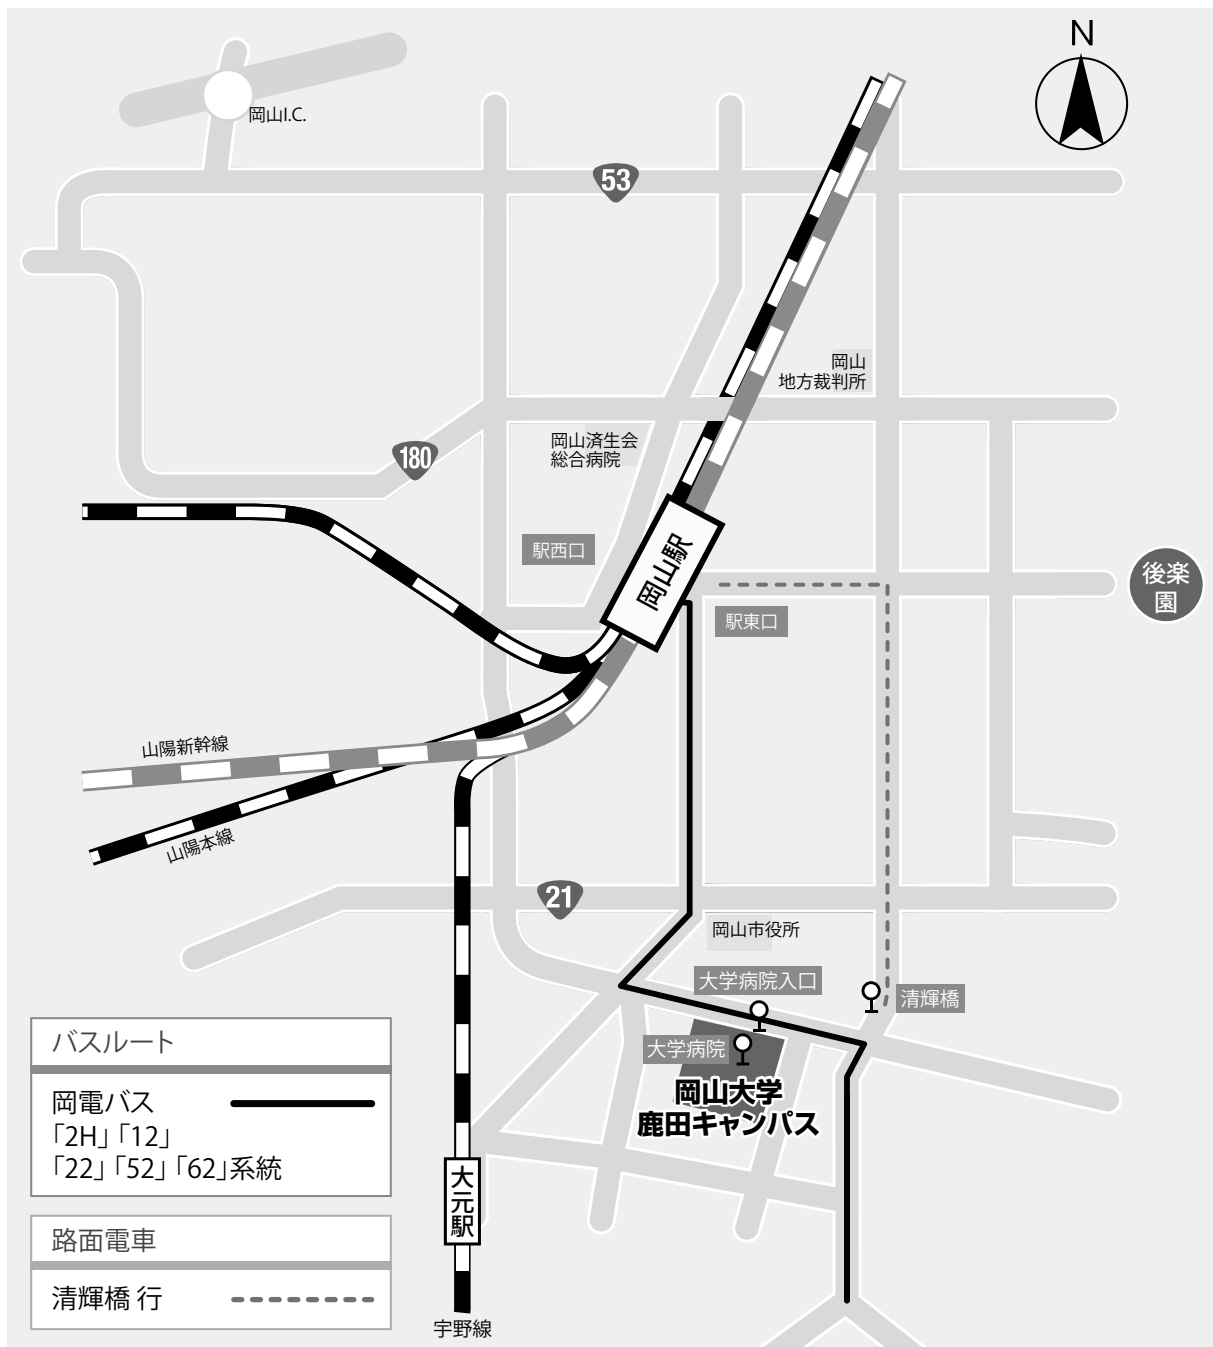 N
岡山I.C.
53
岡山
地方裁判所
岡山済生会
総合病院
180
駅西口
岡山駅
後楽
園
駅東口
山陽新幹線
山陽本線
21
岡山市役所
大学病院入口
清輝橋
大学病院
岡山大学
鹿田キャンパス
バスルート
岡電バス
「2H」「12」
「22」「52」「62」系統
大元駅
路面電車
清輝橋 行
宇野線